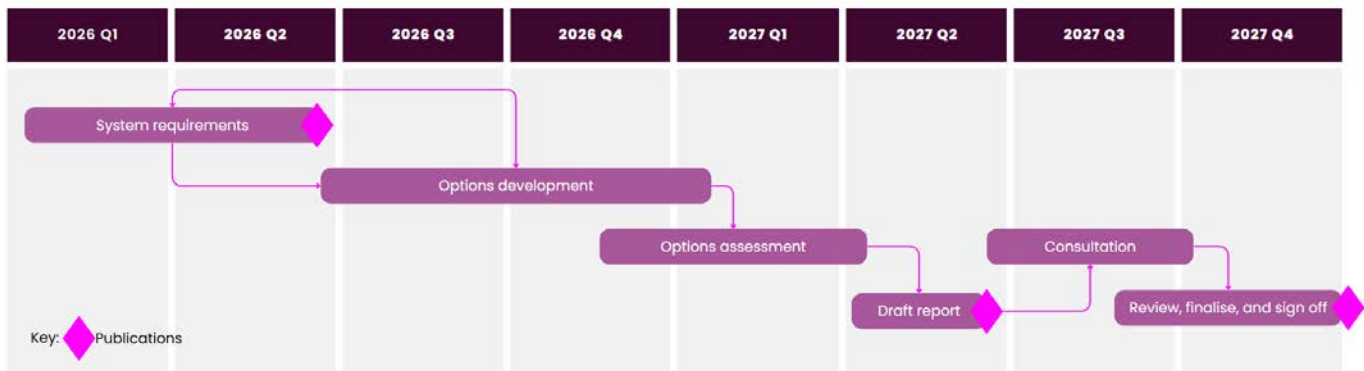 2026 Q1
2026 Q2
2026 Q3
2026 Q4
2027 Q1
2027 Q2
2027 Q3
2027 Q4
System requirements
Options development
Options assessment
Consultation
Draft report
Review, finalise, and sign off
Key: Publications